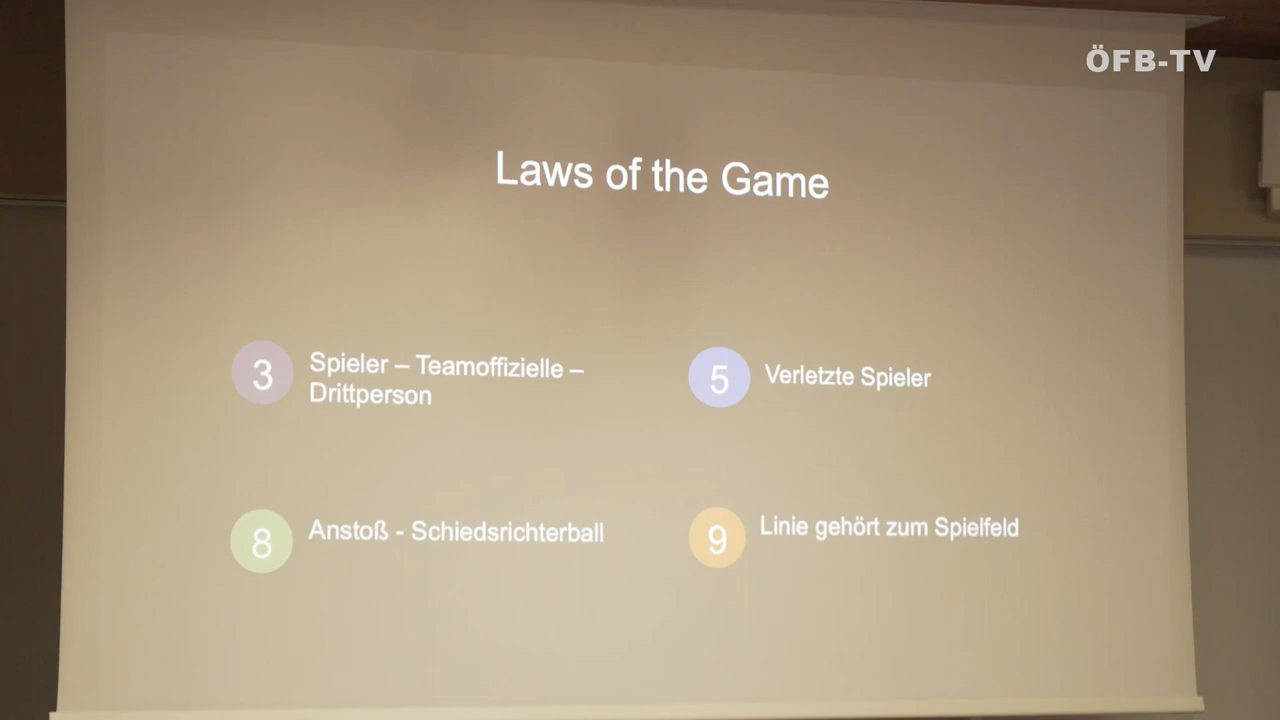 ÖFB-TV
Laws of the Game
3
Spieler – Teamoffizielle –
Drittperson
5
Verletzte Spieler
8
Anstoß - Schiedsrichterball
9
Linie gehört zum Spielfeld